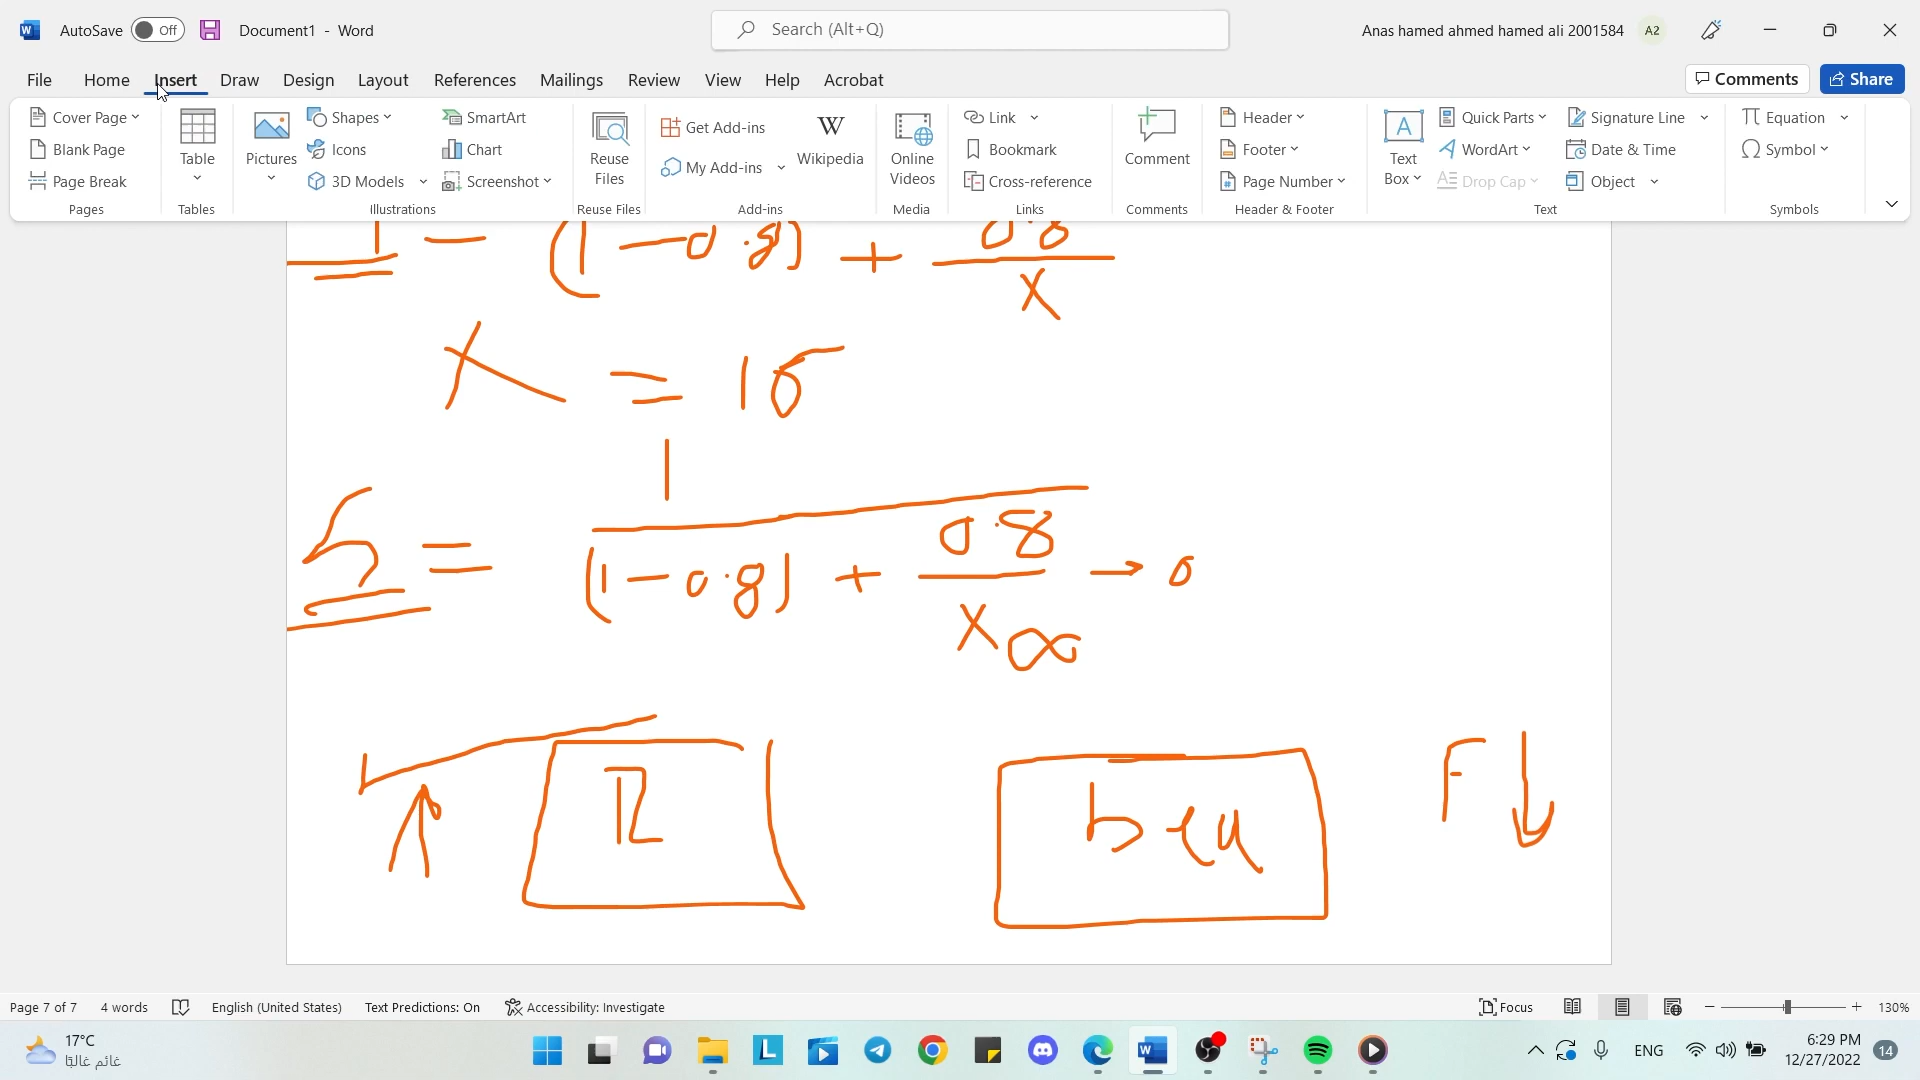 AutoSave Off Document1 - Word Search (Alt+Q) Anas hamed ahmed hamed ali 2001584 A2
File Home Insert Draw Design Layout References Mailings Review View Help Acrobat Comments Share
Cover Page
Blank Page
Page Break
Pages
Table
Tables
Pictures
Shapes
Icons
3D Models
SmartArt
Chart
Screenshot
Illustrations
Reuse Files
Reuse Files
Get Add-ins
My Add-ins
W
Wikipedia
Add-ins
Online Videos
Media
Link
Bookmark
Cross-reference
Links
Comment
Comments
Header
Footer
Page Number
Header & Footer
Text Box
Quick Parts
WordArt
Drop Cap
Signature Line
Date & Time
Object
Text
Equation
Symbol
Symbols
(1 - 0.8) + 0.8
X
X = 16
1
5 = (1 - 0.8) + 0.8 → 0
X ∞
F
Page 7 of 7 4 words English (United States) Text Predictions: On Accessibility: Investigate Focus 130%
17°C
غائم غالبًا
ENG
6:29 PM
12/27/2022
14